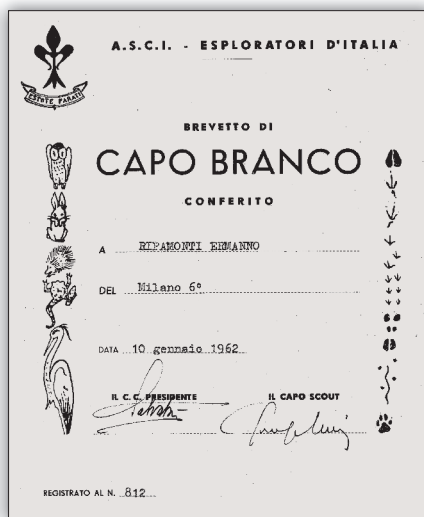 A.S.C.I. - ESPLORATORI D'ITALIA
ESTOTE PARATI
BREVETTO DI
CAPO BRANCO
CONFERITO
A RIPAMONTI ERMANNO
DEL Milano 6º
DATA 10 gennaio 1962
IL C. C. PRESIDENTE IL CAPO SCOUT
REGISTRATO AL N. 812